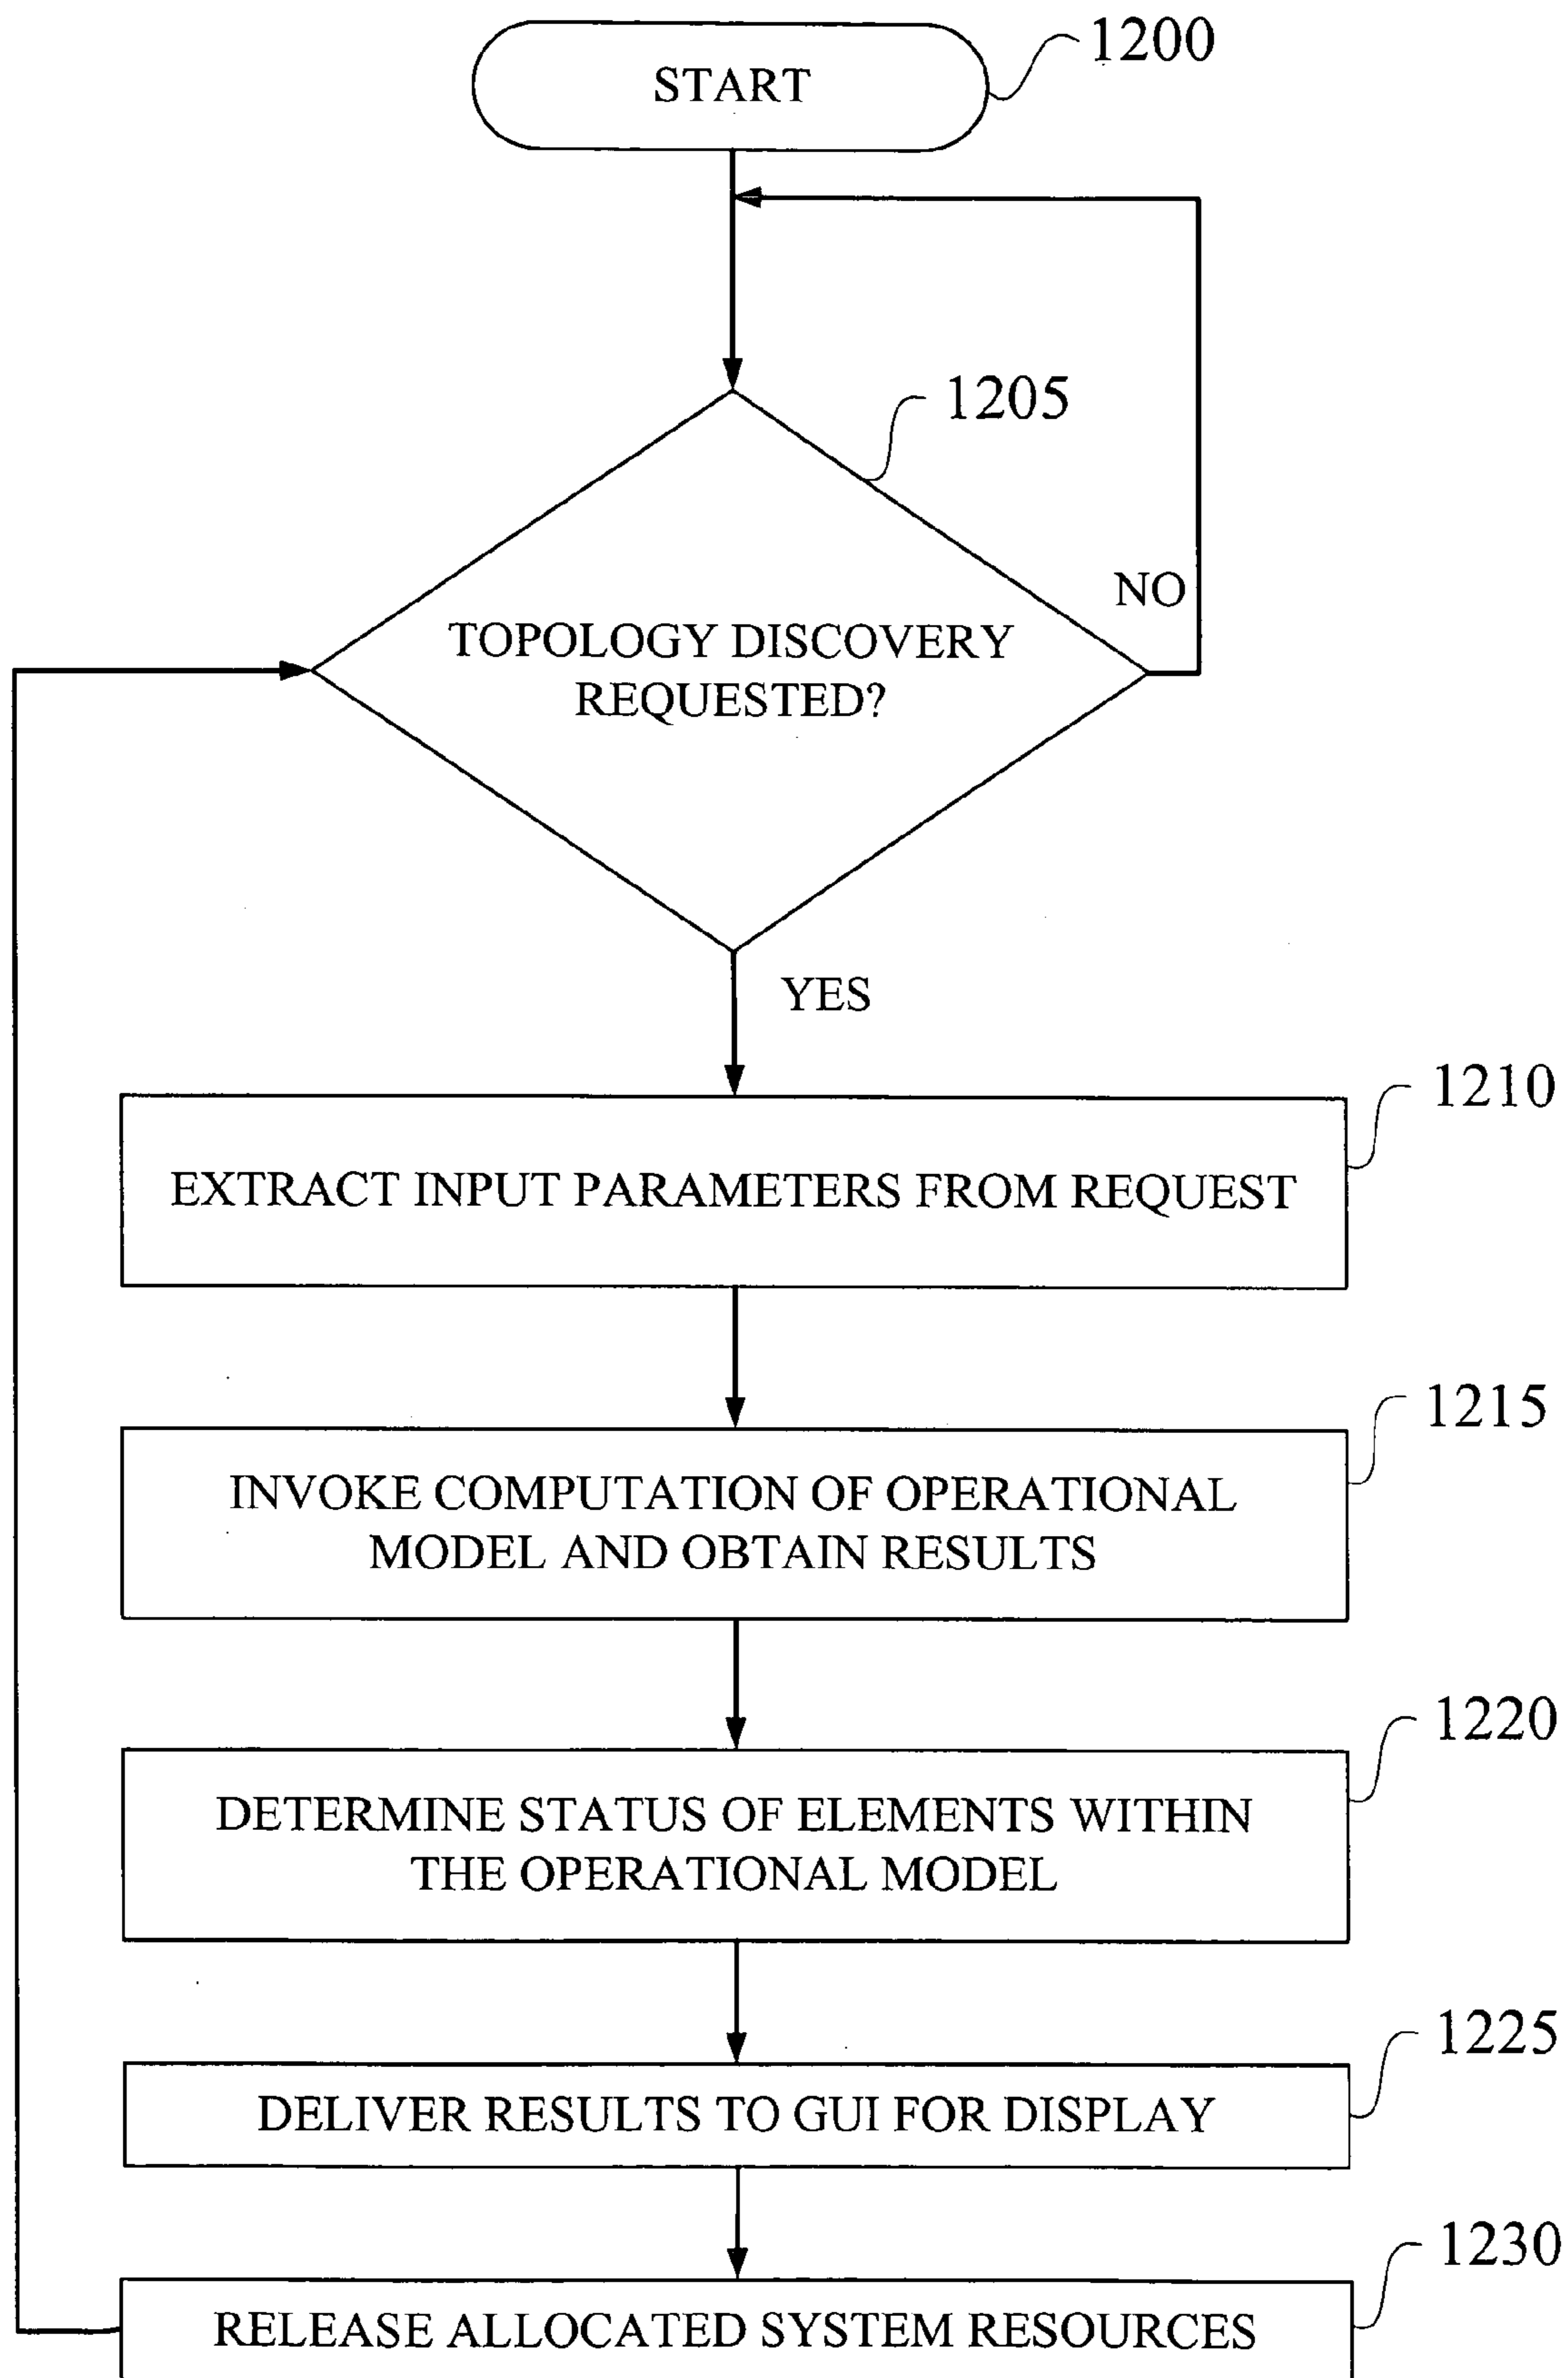 START
1200
1205
NO
TOPOLOGY DISCOVERY
REQUESTED?
YES
1210
EXTRACT INPUT PARAMETERS FROM REQUEST
1215
INVOKE COMPUTATION OF OPERATIONAL
MODEL AND OBTAIN RESULTS
1220
DETERMINE STATUS OF ELEMENTS WITHIN
THE OPERATIONAL MODEL
1225
DELIVER RESULTS TO GUI FOR DISPLAY
1230
RELEASE ALLOCATED SYSTEM RESOURCES